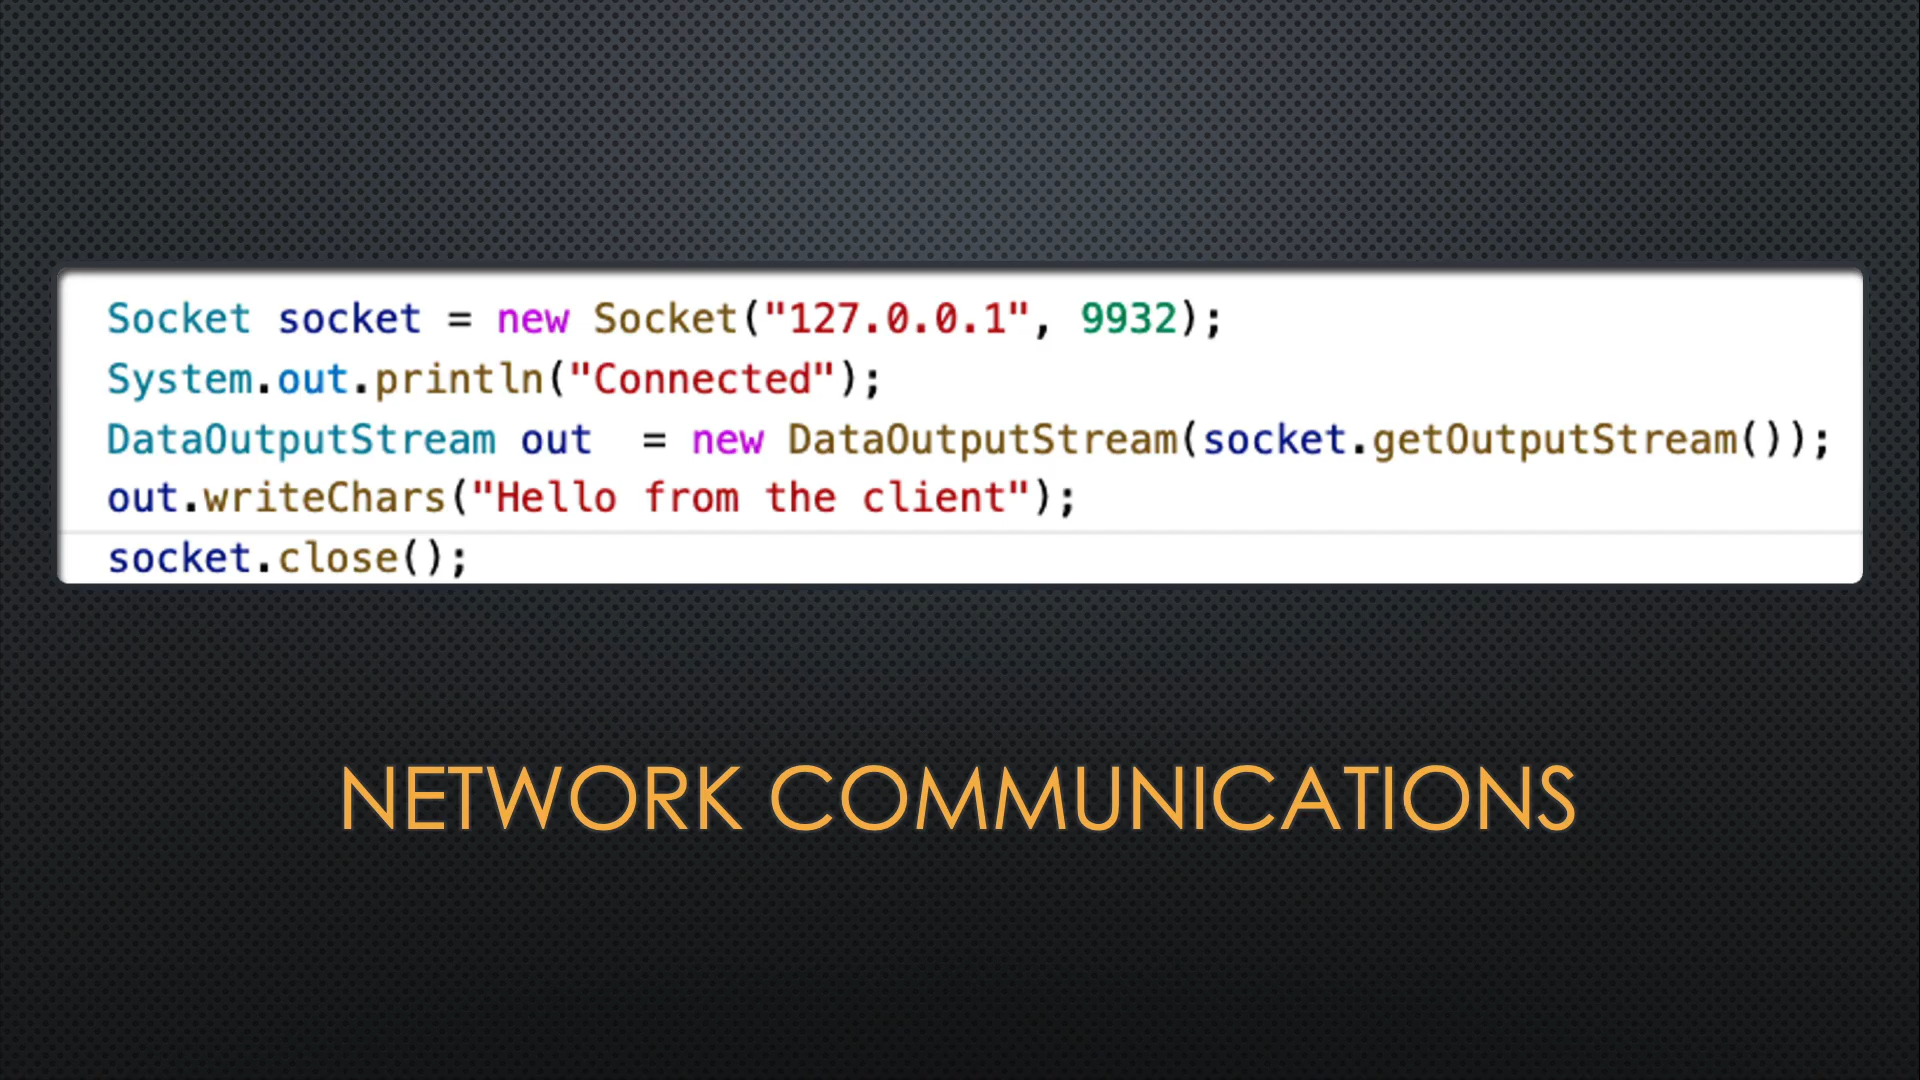 Socket socket = new Socket("127.0.0.1", 9932);
System.out.println("Connected");
DataOutputStream out  = new DataOutputStream(socket.getOutputStream());
out.writeChars("Hello from the client");
socket.close();
NETWORK COMMUNICATIONS